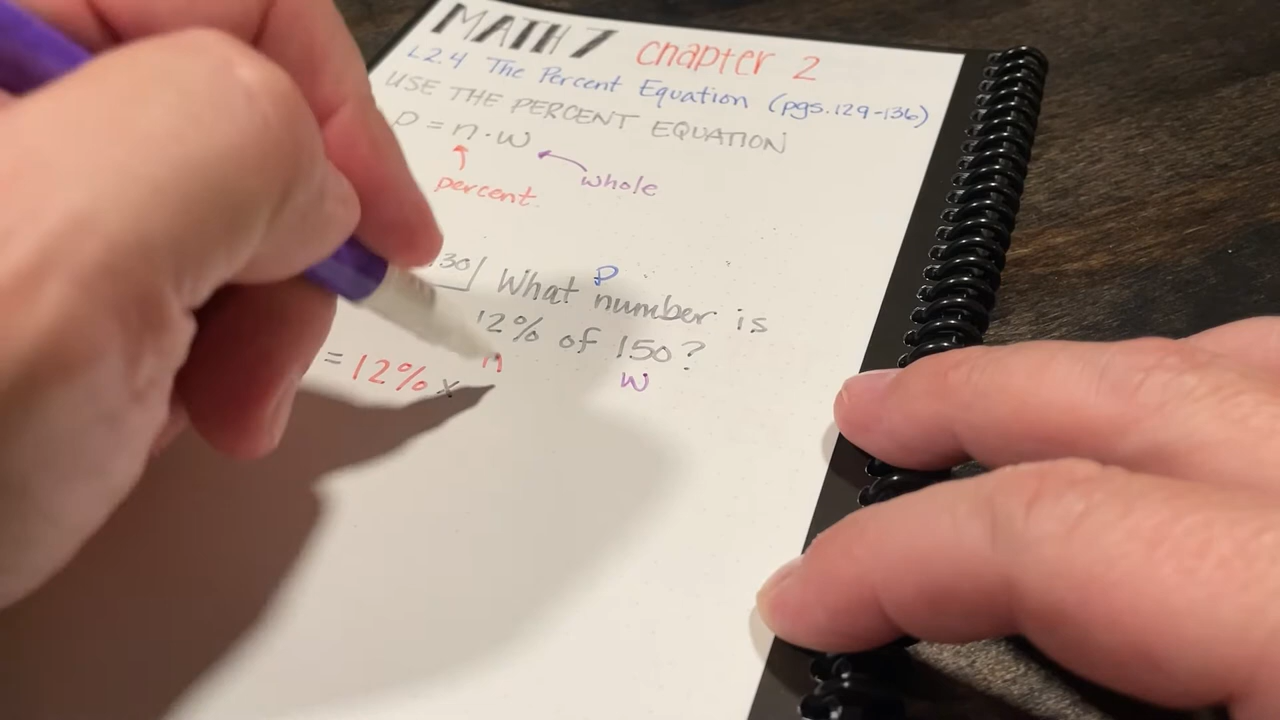 MATH 7 chapter 2
L2.4 The Percent Equation (pgs.129-136)
USE THE PERCENT EQUATION
p = n · w
percent
whole
30
P
What number is
12% of 150?
n
w
= 12% x